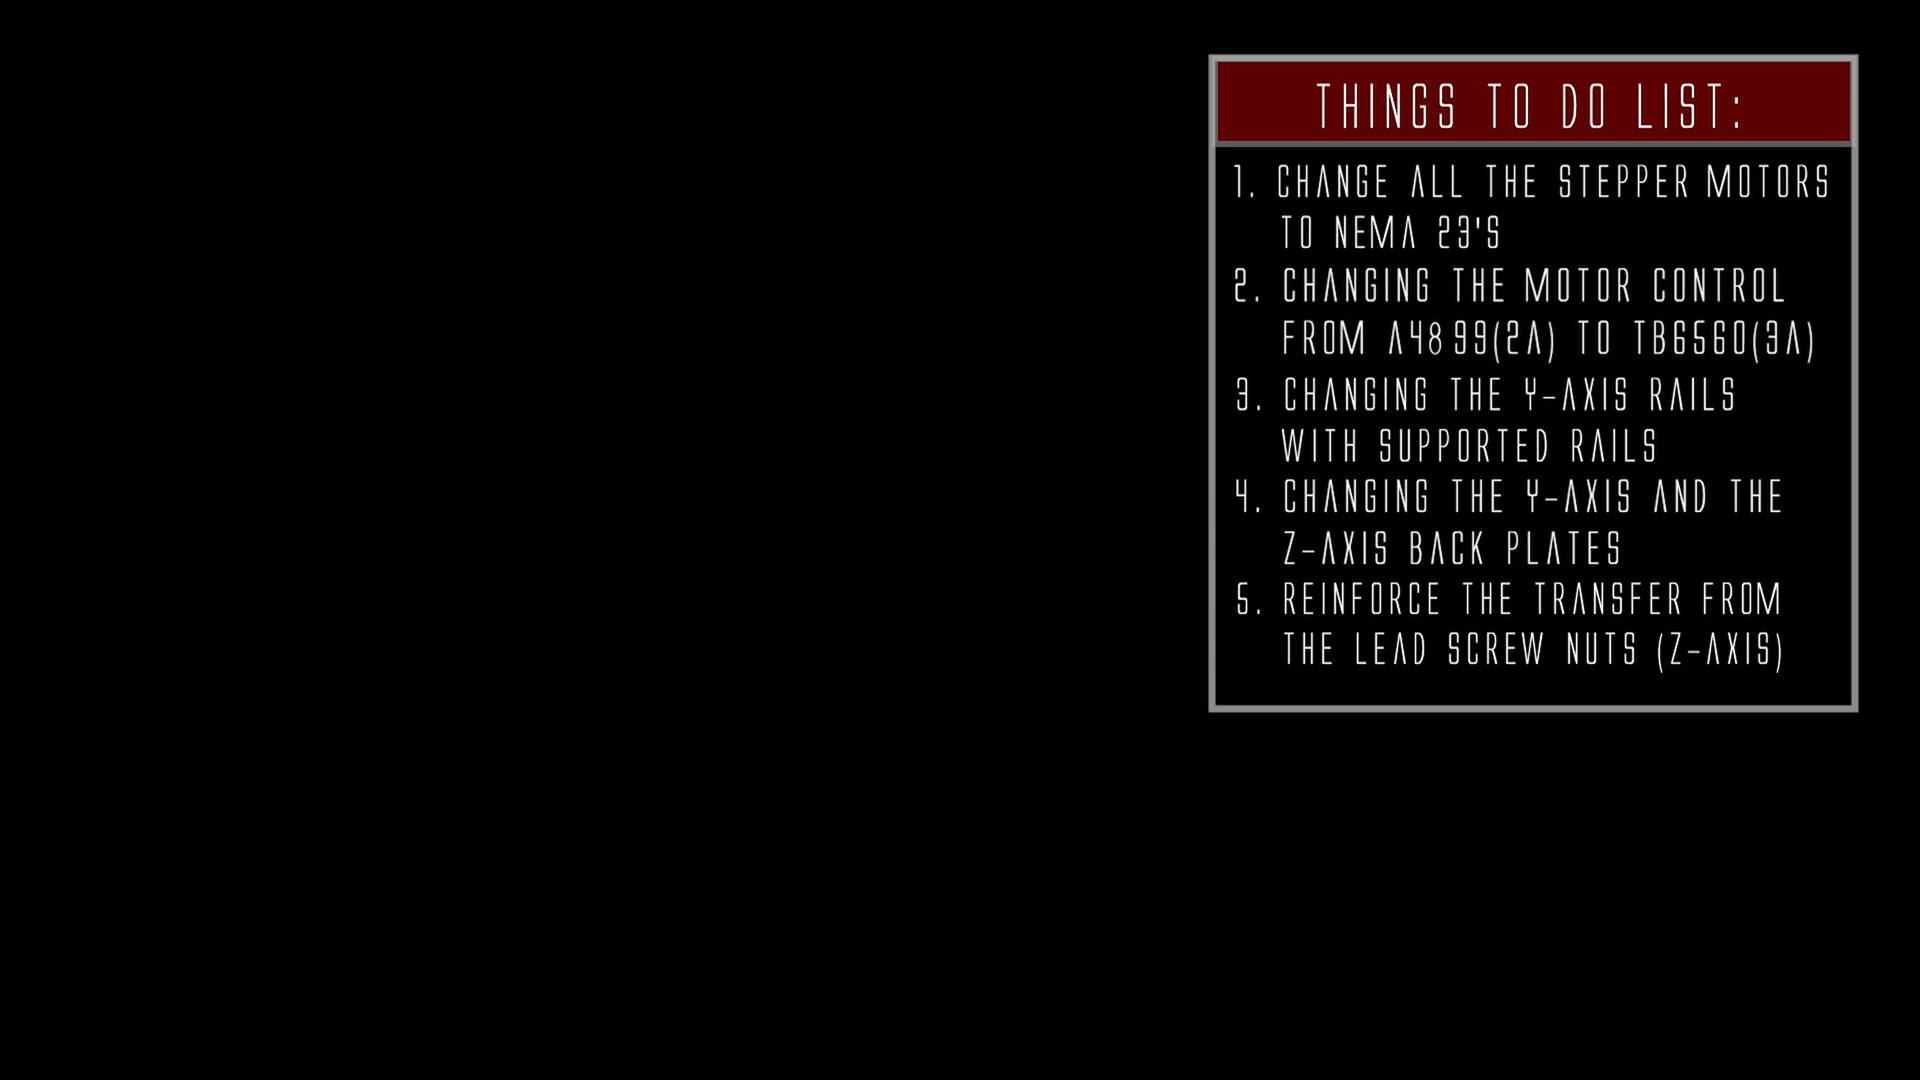 THINGS TO DO LIST:
1. CHANGE ALL THE STEPPER MOTORS
TO NEMA 23'S
2. CHANGING THE MOTOR CONTROL
FROM A4899(2A) TO TB6560(3A)
3. CHANGING THE Y-AXIS RAILS
WITH SUPPORTED RAILS
4. CHANGING THE Y-AXIS AND THE
Z-AXIS BACK PLATES
5. REINFORCE THE TRANSFER FROM
THE LEAD SCREW NUTS (Z-AXIS)